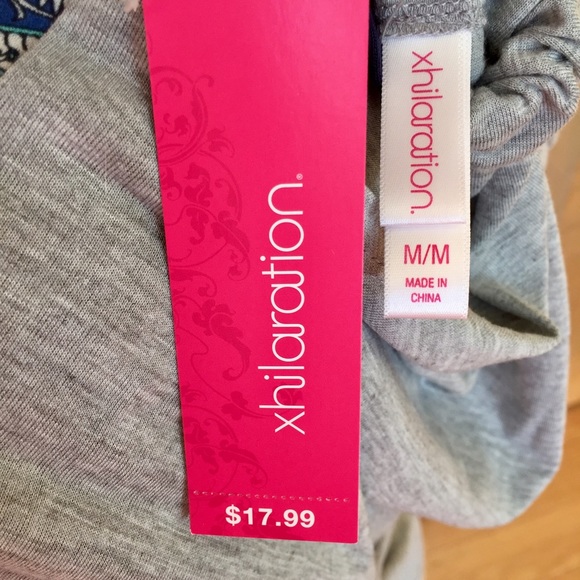 xhilaration.®
$17.99
xhilaration.
M/M
MADE IN
CHINA